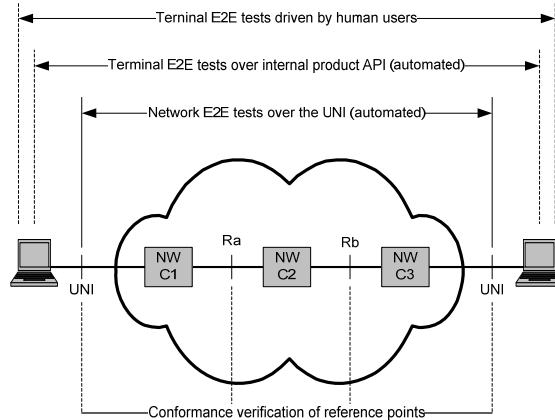 Terninal E2E tests driven by human users
Terminal E2E tests over internal product API (automated)
Network E2E tests over the UNI (automated)
Ra
Rb
NW
C1
NW
C2
NW
C3
UNI
UNI
Conformance verification of reference points